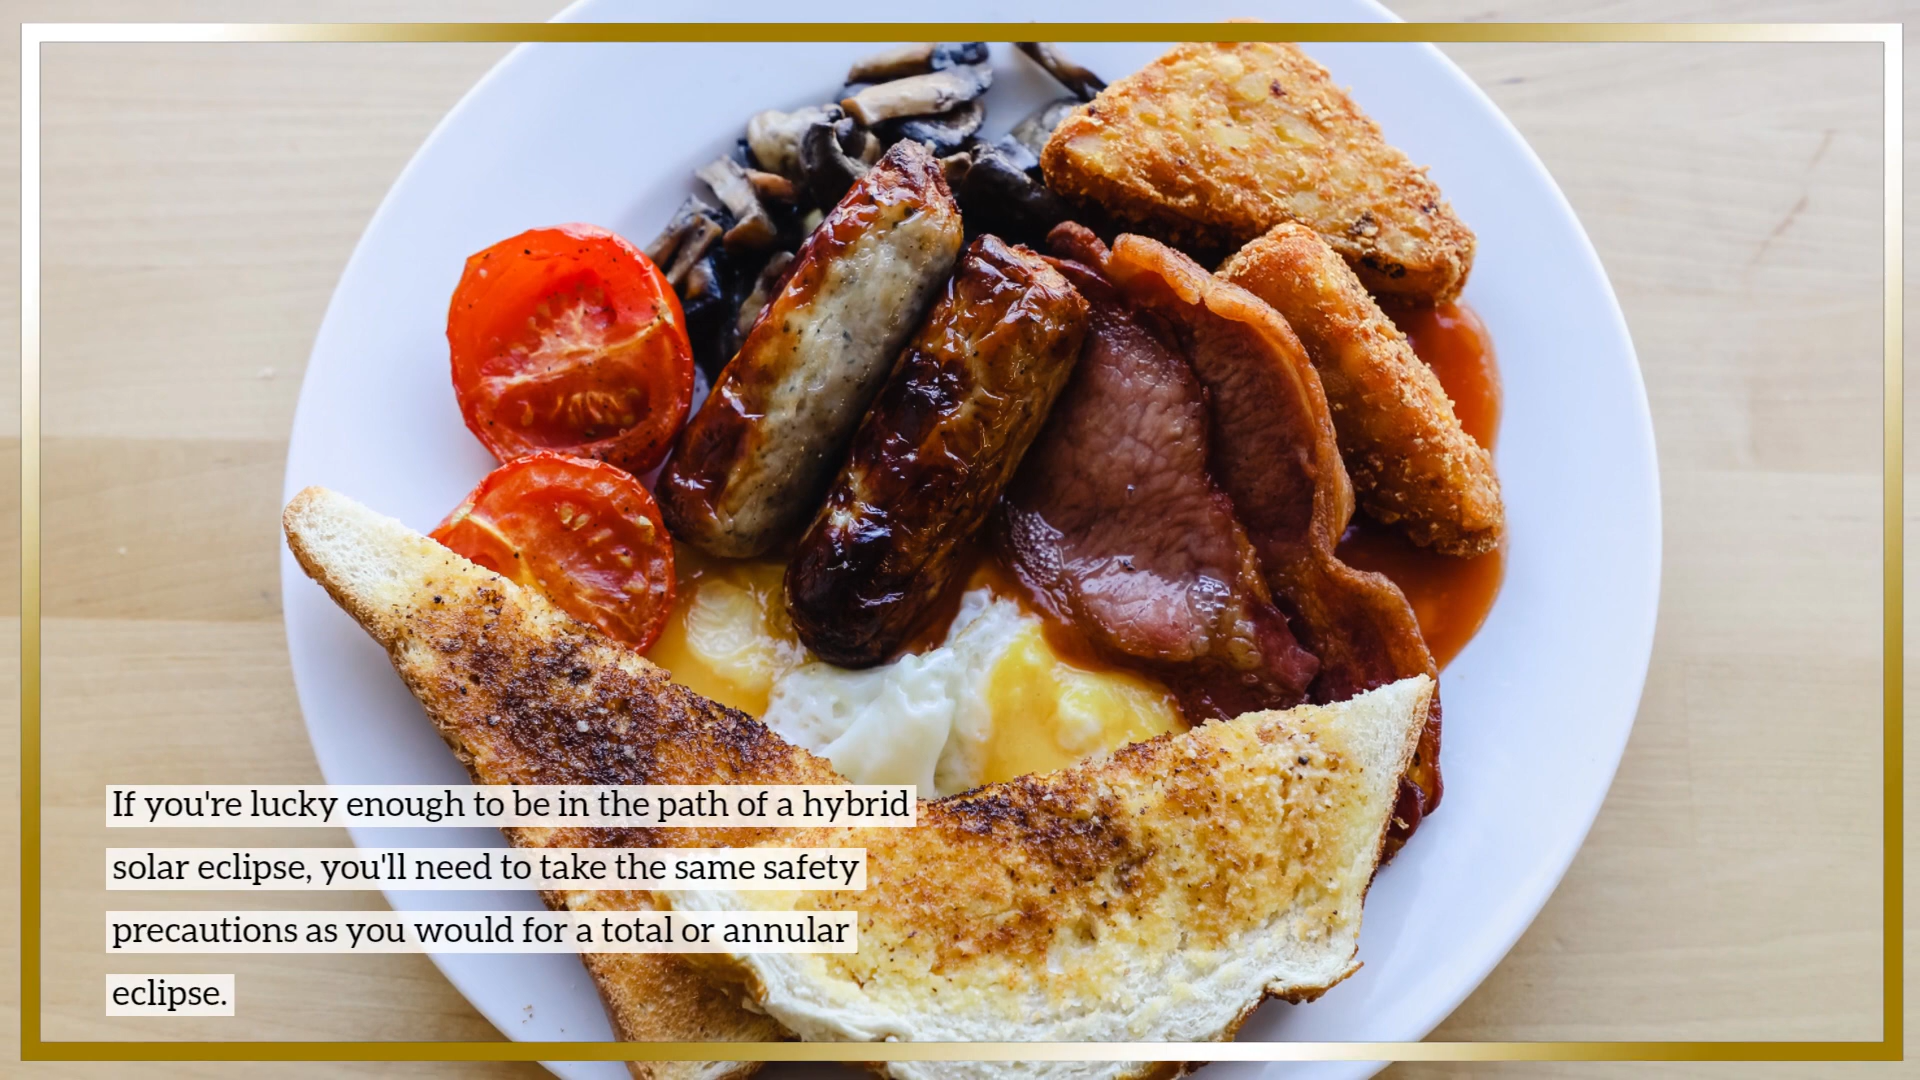 If you're lucky enough to be in the path of a hybrid
solar eclipse, you'll need to take the same safety
precautions as you would for a total or annular
eclipse.